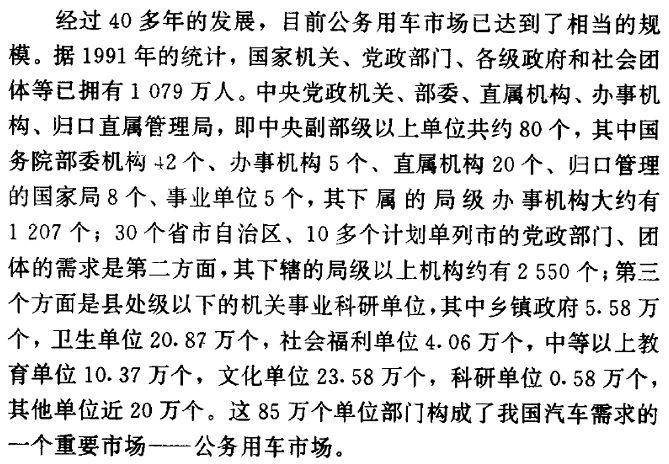 经过 40 多年的发展，目前公务用车市场已达到了相当的规
模。据 1991 年的统计，国家机关、党政部门、各级政府和社会团
体等已拥有 1 079 万人。中央党政机关、部委、直属机构、办事机
构、归口直属管理局，即中央副部级以上单位共约 80 个，其中国
务院部委机构 42 个、办事机构 5 个、直属机构 20 个、归口管理
的国家局 8 个、事业单位 5 个，其下属的局级办事机构大约有
1 207 个；30 个省市自治区、10 多个计划单列市的党政部门、团
体的需求是第二方面，其下辖的局级以上机构约有 2 550 个；第三
个方面是县处级以下的机关事业科研单位，其中乡镇政府 5.58 万
个，卫生单位 20.87 万个，社会福利单位 4.06 万个，中等以上教
育单位 10.37 万个，文化单位 23.58 万个，科研单位 0.58 万个，
其他单位近 20 万个。这 85 万个单位部门构成了我国汽车需求的
一个重要市场——公务用车市场。